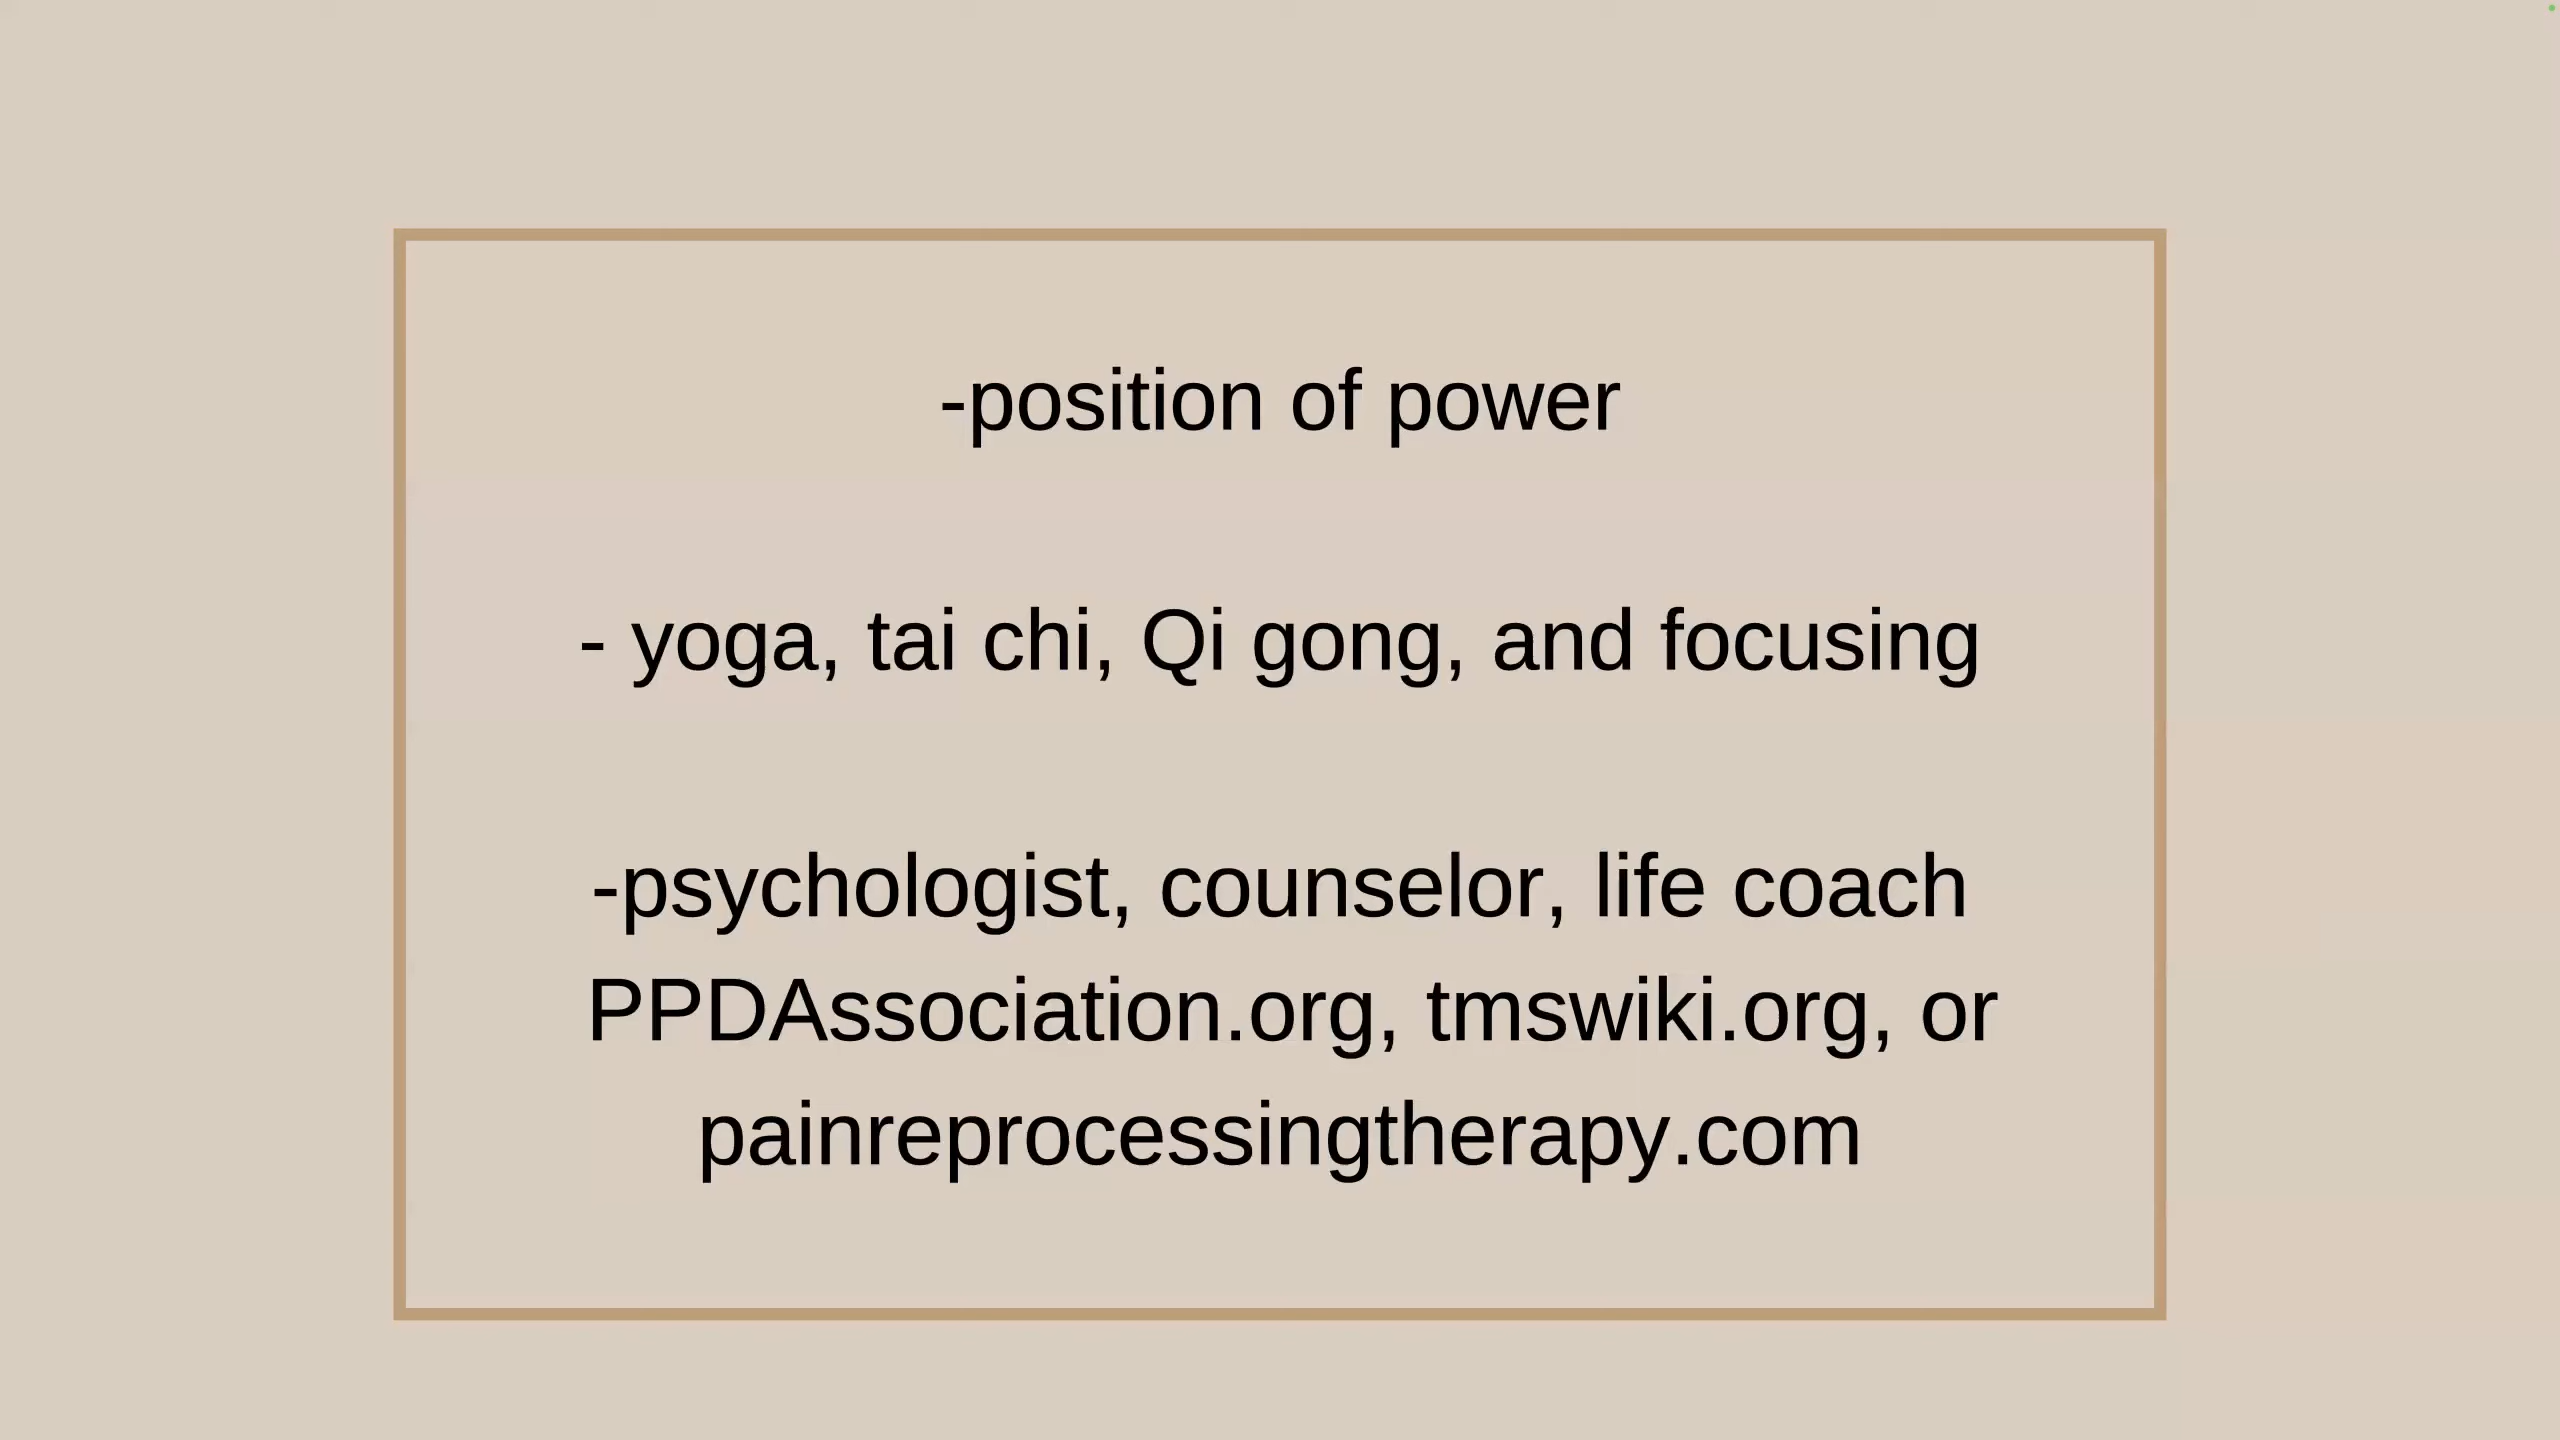 -position of power
- yoga, tai chi, Qi gong, and focusing
-psychologist, counselor, life coach
PPDAssociation.org, tmswiki.org, or
painreprocessingtherapy.com